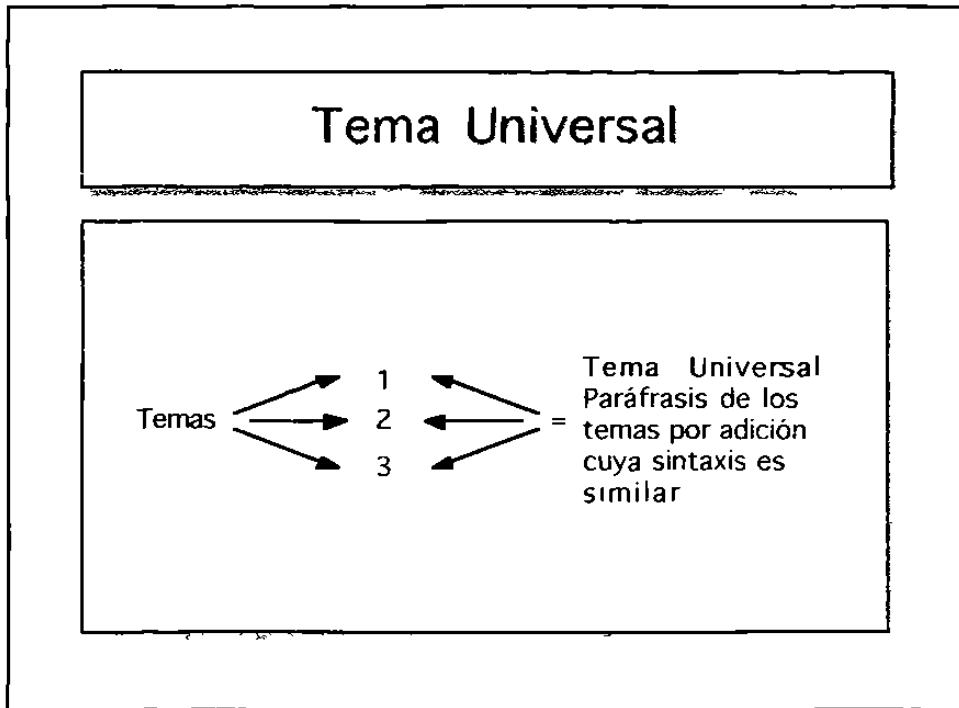 Tema Universal
Temas
1
2
3
=
Tema Universal
Paráfrasis de los
temas por adición
cuya sintaxis es
similar